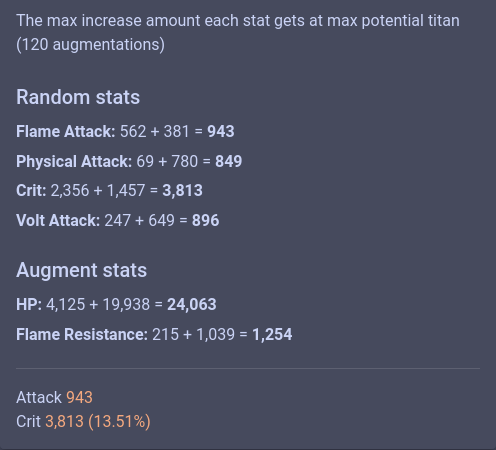 The max increase amount each stat gets at max potential titan
(120 augmentations)
Random stats
Flame Attack: 562 + 381 = 943
Physical Attack: 69 + 780 = 849
Crit: 2,356 + 1,457 = 3,813
Volt Attack: 247 + 649 = 896
Augment stats
HP: 4,125 + 19,938 = 24,063
Flame Resistance: 215 + 1,039 = 1,254
Attack 943
Crit 3,813 (13.51%)